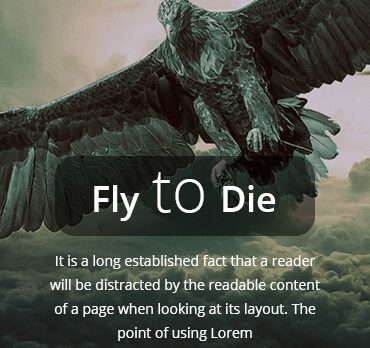 Fly to Die
It is a long established fact that a reader
will be distracted by the readable content
of a page when looking at its layout. The
point of using Lorem